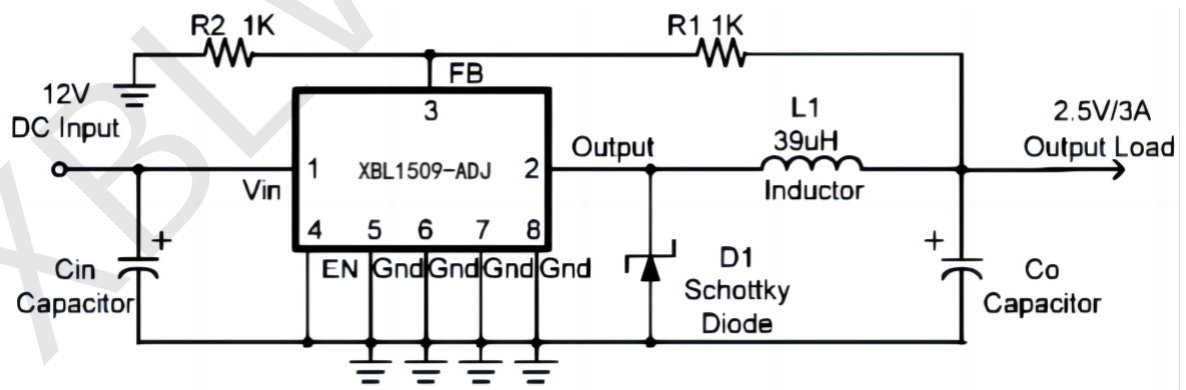 R2 1K
R1 1K
FB
12V
DC Input
3
L1
39uH
2.5V/3A
Output Load
Output
1
XBL1509-ADJ
2
Vin
Inductor
4
5
6
7
8
+
EN
Gnd
Gnd
Gnd
Gnd
Cin
Capacitor
D1
Schottky
Diode
+
Co
Capacitor